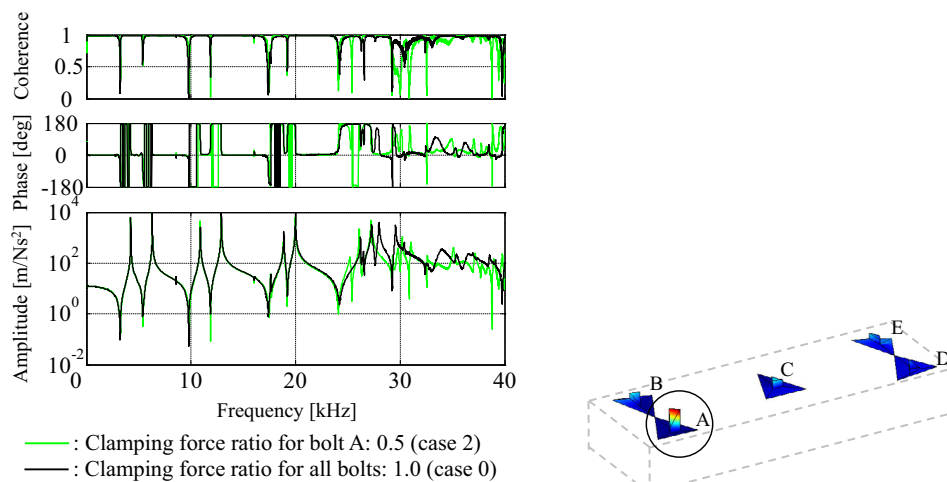 Coherence
1
0.5
0
Phase [deg]
180
0
-180
Amplitude [m/Ns²]
10⁴
10²
10⁰
10⁻²
0 10 20 30 40
Frequency [kHz]
: Clamping force ratio for bolt A: 0.5 (case 2)
: Clamping force ratio for all bolts: 1.0 (case 0)
E
D
C
B
A